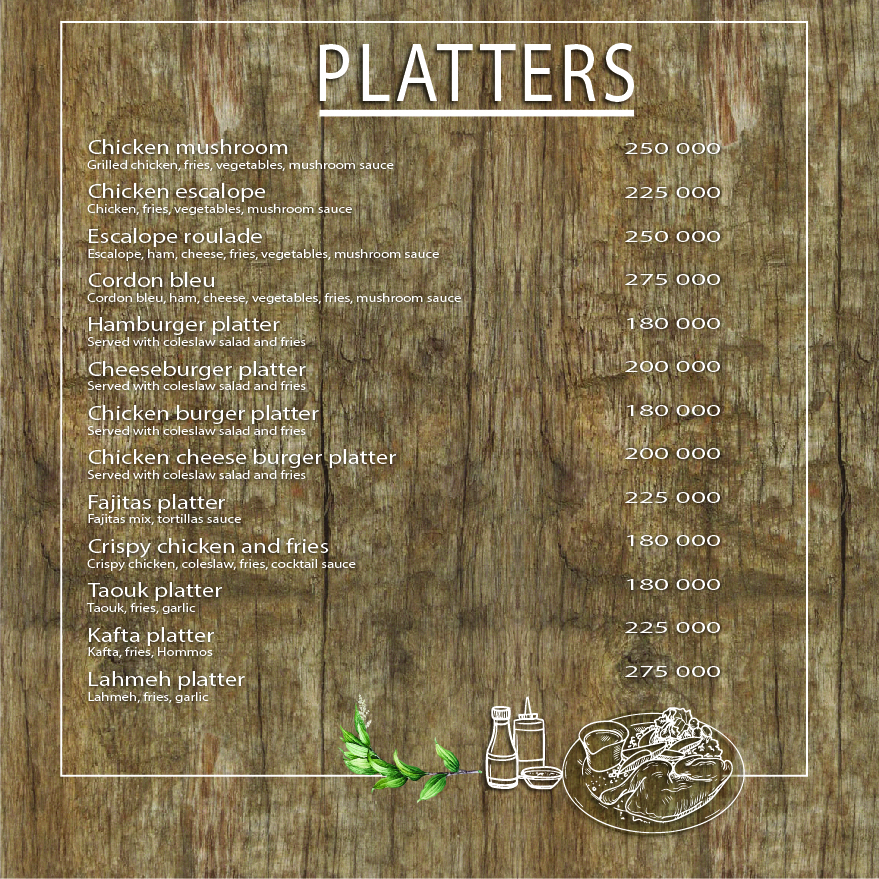 PLATTERS
Chicken mushroom 250 000
Grilled chicken, fries, vegetables, mushroom sauce
Chicken escalope 225 000
Chicken, fries, vegetables, mushroom sauce
Escalope roulade 250 000
Escalope, ham, cheese, fries, vegetables, mushroom sauce
Cordon bleu 275 000
Cordon bleu, ham, cheese, vegetables, fries, mushroom sauce
Hamburger platter 180 000
Served with coleslaw salad and fries
Cheeseburger platter 200 000
Served with coleslaw salad and fries
Chicken burger platter 180 000
Served with coleslaw salad and fries
Chicken cheese burger platter 200 000
Served with coleslaw salad and fries
Fajitas platter 225 000
Fajitas mix, tortillas sauce
Crispy chicken and fries 180 000
Crispy chicken, coleslaw, fries, cocktail sauce
Taouk platter 180 000
Taouk, fries, garlic
Kafta platter 225 000
Kafta, fries, Hommos
Lahmeh platter 275 000
Lahmeh, fries, garlic